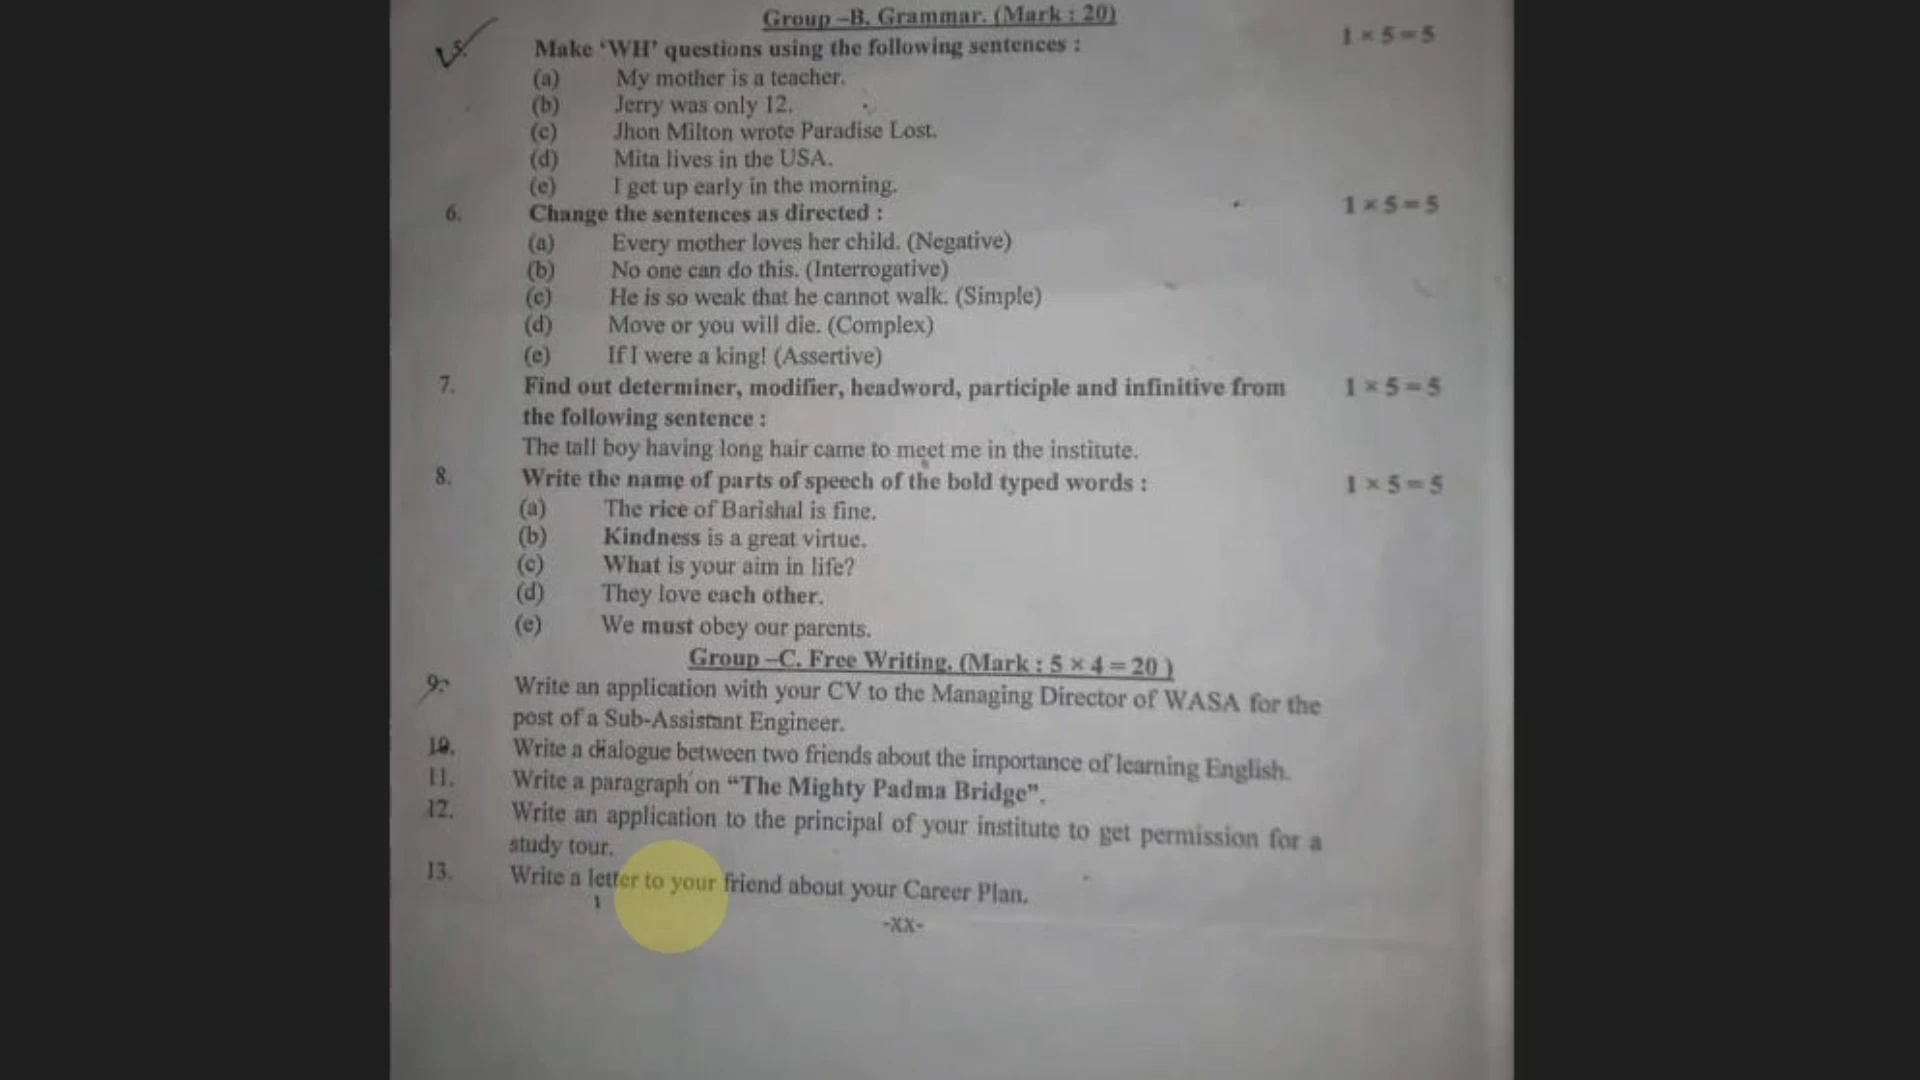 Group –B. Grammar. (Mark : 20)
5. Make ‘WH’ questions using the following sentences : 1 × 5 = 5
(a) My mother is a teacher.
(b) Jerry was only 12.
(c) Jhon Milton wrote Paradise Lost.
(d) Mita lives in the USA.
(e) I get up early in the morning.
6. Change the sentences as directed : 1 × 5 = 5
(a) Every mother loves her child. (Negative)
(b) No one can do this. (Interrogative)
(c) He is so weak that he cannot walk. (Simple)
(d) Move or you will die. (Complex)
(e) If I were a king! (Assertive)
7. Find out determiner, modifier, headword, participle and infinitive from 1 × 5 = 5
the following sentence :
The tall boy having long hair came to meet me in the institute.
8. Write the name of parts of speech of the bold typed words : 1 × 5 = 5
(a) The rice of Barishal is fine.
(b) Kindness is a great virtue.
(c) What is your aim in life?
(d) They love each other.
(e) We must obey our parents.
Group –C. Free Writing. (Mark : 5 × 4 = 20 )
9. Write an application with your CV to the Managing Director of WASA for the
post of a Sub-Assistant Engineer.
10. Write a dialogue between two friends about the importance of learning English.
11. Write a paragraph on “The Mighty Padma Bridge”.
12. Write an application to the principal of your institute to get permission for a
study tour.
13. Write a letter to your friend about your Career Plan.
-xx-